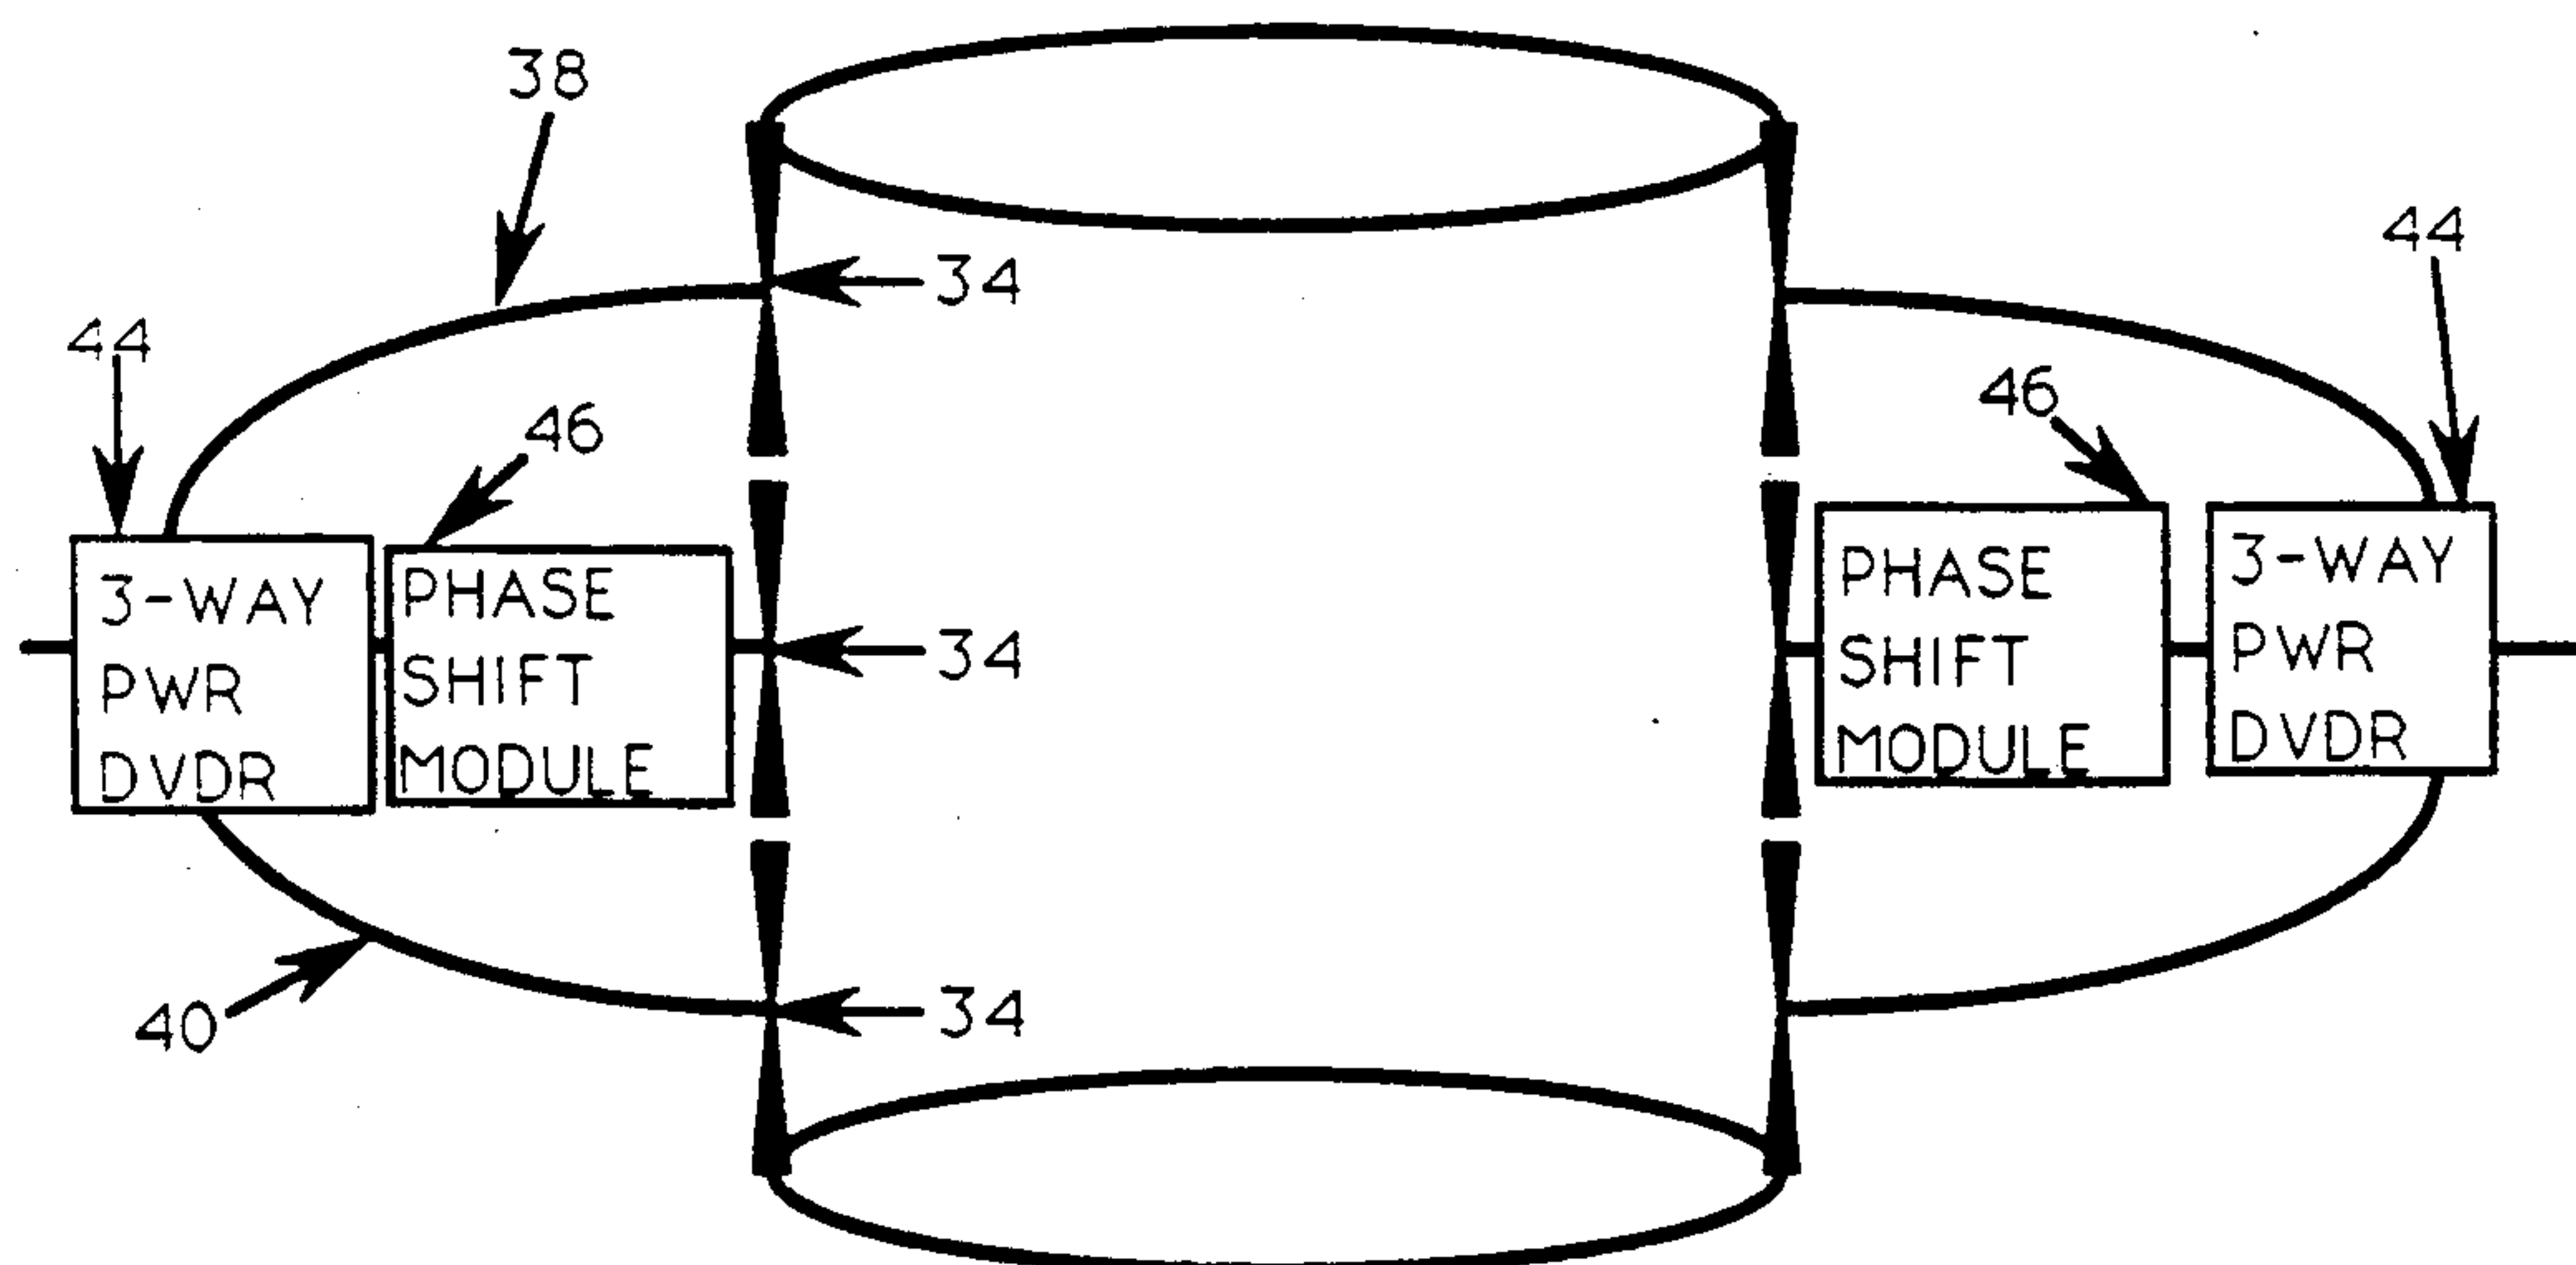 38
34
44
44
46
46
3-WAY
PWR
DVDR
PHASE
SHIFT
MODULE
34
PHASE
SHIFT
MODULE
3-WAY
PWR
DVDR
40
34